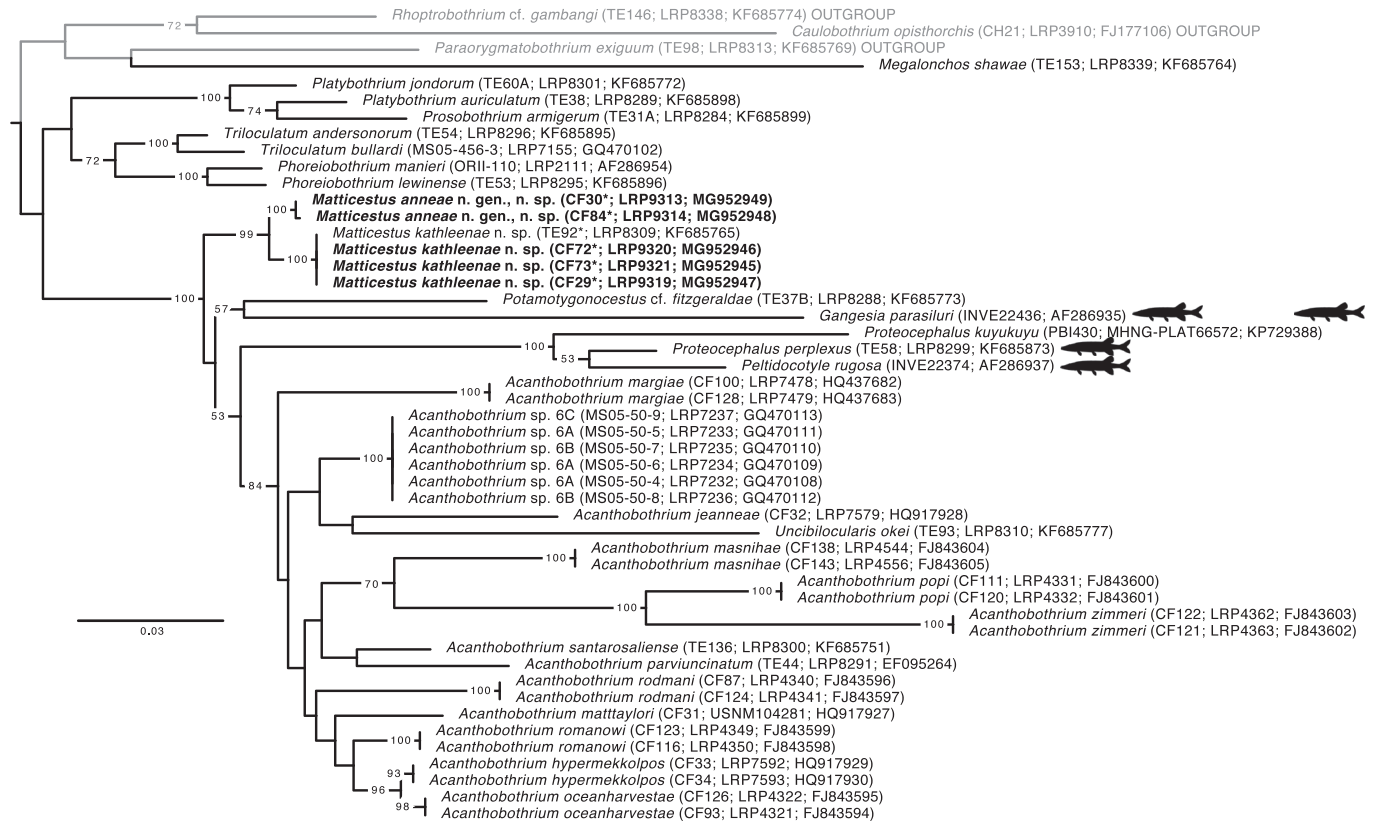 Rhoptrobothrium cf. gambangi (TE146; LRP8338; KF685774) OUTGROUP
72
Caulobothrium opisthorchis (CH21; LRP3910; FJ177106) OUTGROUP
Paraorygmatobothrium exiguum (TE98; LRP8313; KF685769) OUTGROUP
Megalonchos shawae (TE153; LRP8339; KF685764)
Platybothrium jondorum (TE60A; LRP8301; KF685772)
100
Platybothrium auriculatum (TE38; LRP8289; KF685898)
74
Prosobothrium armigerum (TE31A; LRP8284; KF685899)
Triloculatum andersonorum (TE54; LRP8296; KF685895)
100
Triloculatum bullardi (MS05-456-3; LRP7155; GQ470102)
72
Phoreiobothrium manieri (ORII-110; LRP2111; AF286954)
100
Phoreiobothrium lewinense (TE53; LRP8295; KF685896)
Matticestus anneae n. gen., n. sp. (CF30*; LRP9313; MG952949)
100
Matticestus anneae n. gen., n. sp. (CF84*; LRP9314; MG952948)
99
Matticestus kathleenae n. sp. (TE92*; LRP8309; KF685765)
Matticestus kathleenae n. sp. (CF72*; LRP9320; MG952946)
100
Matticestus kathleenae n. sp. (CF73*; LRP9321; MG952945)
Matticestus kathleenae n. sp. (CF29*; LRP9319; MG952947)
100
Potamotygonocestus cf. fitzgeraldae (TE37B; LRP8288; KF685773)
57
Gangesia parasiluri (INVE22436; AF286935)
Proteocephalus kuyukuyu (PBI430; MHNG-PLAT66572; KP729388)
100
Proteocephalus perplexus (TE58; LRP8299; KF685873)
53
Peltidocotyle rugosa (INVE22374; AF286937)
Acanthobothrium margiae (CF100; LRP7478; HQ437682)
100
Acanthobothrium margiae (CF128; LRP7479; HQ437683)
53
Acanthobothrium sp. 6C (MS05-50-9; LRP7237; GQ470113)
Acanthobothrium sp. 6A (MS05-50-5; LRP7233; GQ470111)
Acanthobothrium sp. 6B (MS05-50-7; LRP7235; GQ470110)
100
Acanthobothrium sp. 6A (MS05-50-6; LRP7234; GQ470109)
Acanthobothrium sp. 6A (MS05-50-4; LRP7232; GQ470108)
84
Acanthobothrium sp. 6B (MS05-50-8; LRP7236; GQ470112)
Acanthobothrium jeanneae (CF32; LRP7579; HQ917928)
Uncibilocularis okei (TE93; LRP8310; KF685777)
Acanthobothrium masnihae (CF138; LRP4544; FJ843604)
100
Acanthobothrium masnihae (CF143; LRP4556; FJ843605)
70
Acanthobothrium popi (CF111; LRP4331; FJ843600)
100
Acanthobothrium popi (CF120; LRP4332; FJ843601)
100
Acanthobothrium zimmeri (CF122; LRP4362; FJ843603)
100
Acanthobothrium zimmeri (CF121; LRP4363; FJ843602)
0.03
Acanthobothrium santarosaliense (TE136; LRP8300; KF685751)
Acanthobothrium parviuncinatum (TE44; LRP8291; EF095264)
Acanthobothrium rodmani (CF87; LRP4340; FJ843596)
100
Acanthobothrium rodmani (CF124; LRP4341; FJ843597)
Acanthobothrium matttaylori (CF31; USNM104281; HQ917927)
Acanthobothrium romanowi (CF123; LRP4349; FJ843599)
100
Acanthobothrium romanowi (CF116; LRP4350; FJ843598)
Acanthobothrium hypermekkolpos (CF33; LRP7592; HQ917929)
93
Acanthobothrium hypermekkolpos (CF34; LRP7593; HQ917930)
96
Acanthobothrium oceanharvestae (CF126; LRP4322; FJ843595)
98
Acanthobothrium oceanharvestae (CF93; LRP4321; FJ843594)